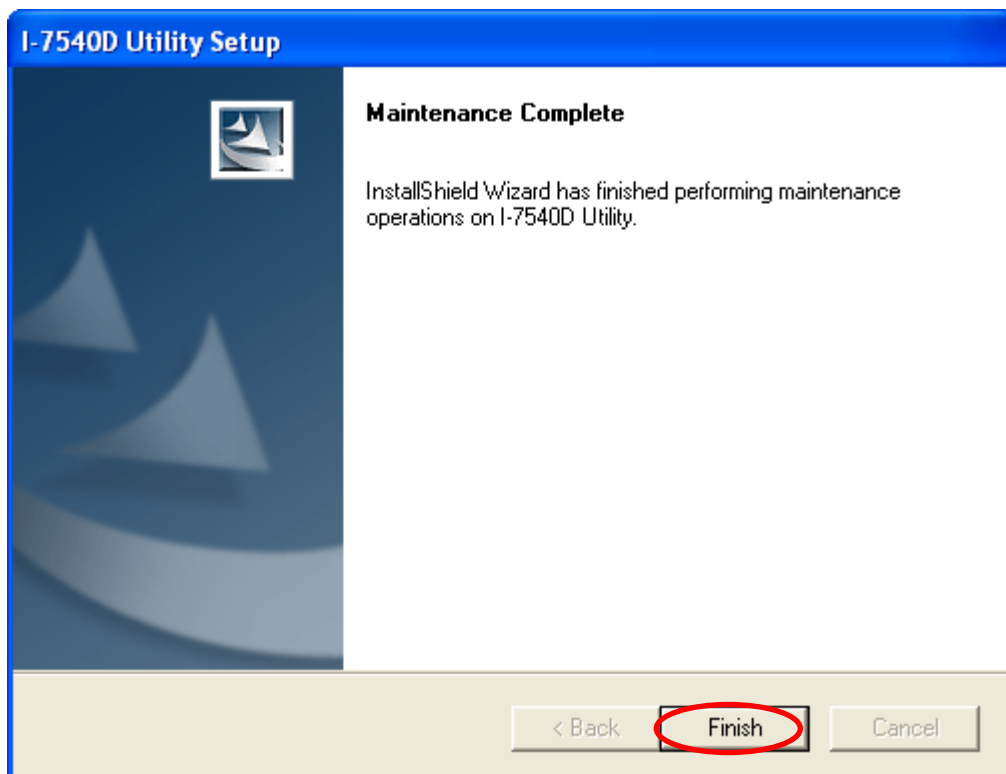 I-7540D Utility Setup
Maintenance Complete
InstallShield Wizard has finished performing maintenance
operations on I-7540D Utility.
< Back
Finish
Cancel